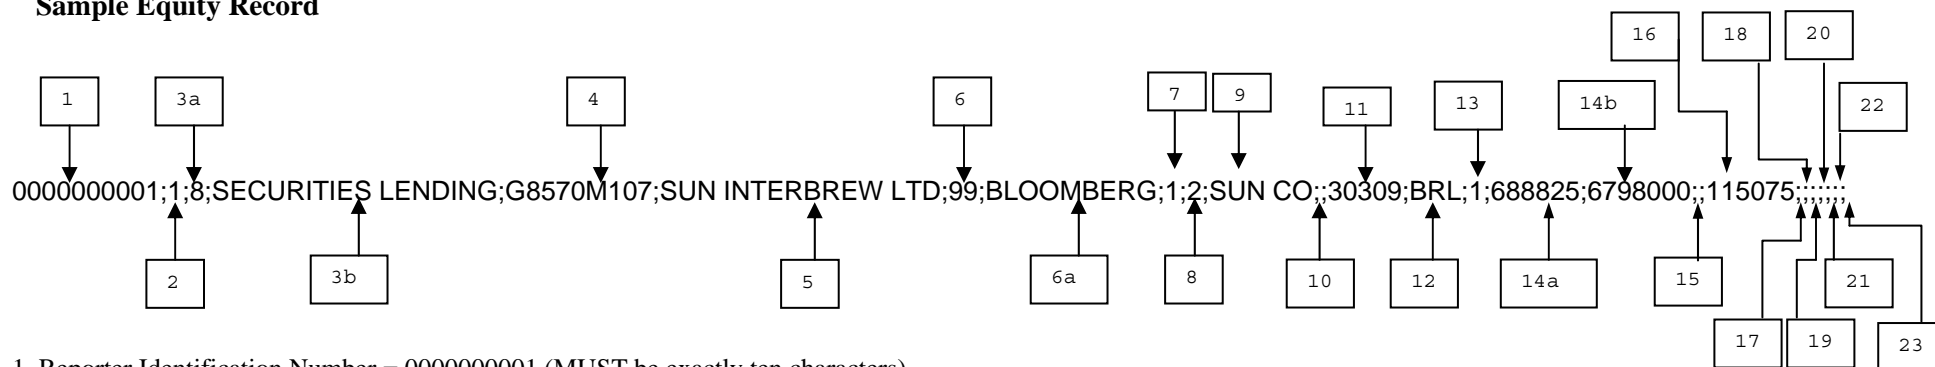 Sample Equity Record
16 18 20
1 3a 4 6 7 9 11 13 14b 22
0000000001;1;8;SECURITIES LENDING;G8570M107;SUN INTERBREW LTD;99;BLOOMBERG;1;2;SUN CO;;30309;BRL;1;688825;6798000;;115075;;;;;;;
2 3b 5 6a 8 10 12 14a 15 21
17 19 23
1. Reporter Identification Number = 0000000001 (MUST be exactly ten characters)